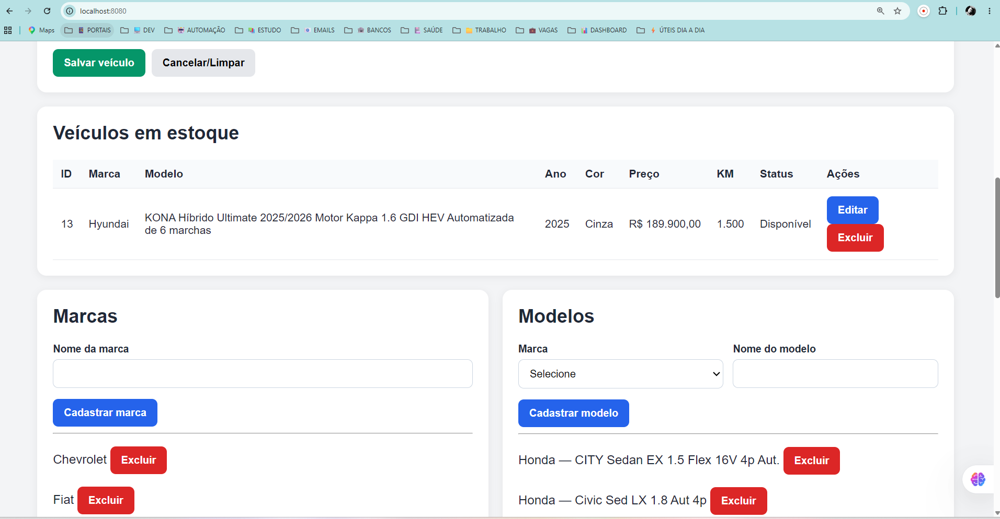 localhost:8080
Maps
PORTAIS
DEV
AUTOMAÇÃO
ESTUDO
EMAILS
BANCOS
SAÚDE
TRABALHO
VAGAS
DASHBOARD
ÚTEIS DIA A DIA
Salvar veículo
Cancelar/Limpar
Veículos em estoque
ID Marca Modelo Ano Cor Preço KM Status Ações
13 Hyundai KONA Híbrido Ultimate 2025/2026 Motor Kappa 1.6 GDI HEV Automatizada
de 6 marchas
2025 Cinza R$ 189.900,00 1.500 Disponível
Editar
Excluir
Marcas
Nome da marca
Cadastrar marca
Chevrolet Excluir
Fiat Excluir
Modelos
Marca
Nome do modelo
Selecione
Cadastrar modelo
Honda — CITY Sedan EX 1.5 Flex 16V 4p Aut. Excluir
Honda — Civic Sed LX 1.8 Aut 4p Excluir